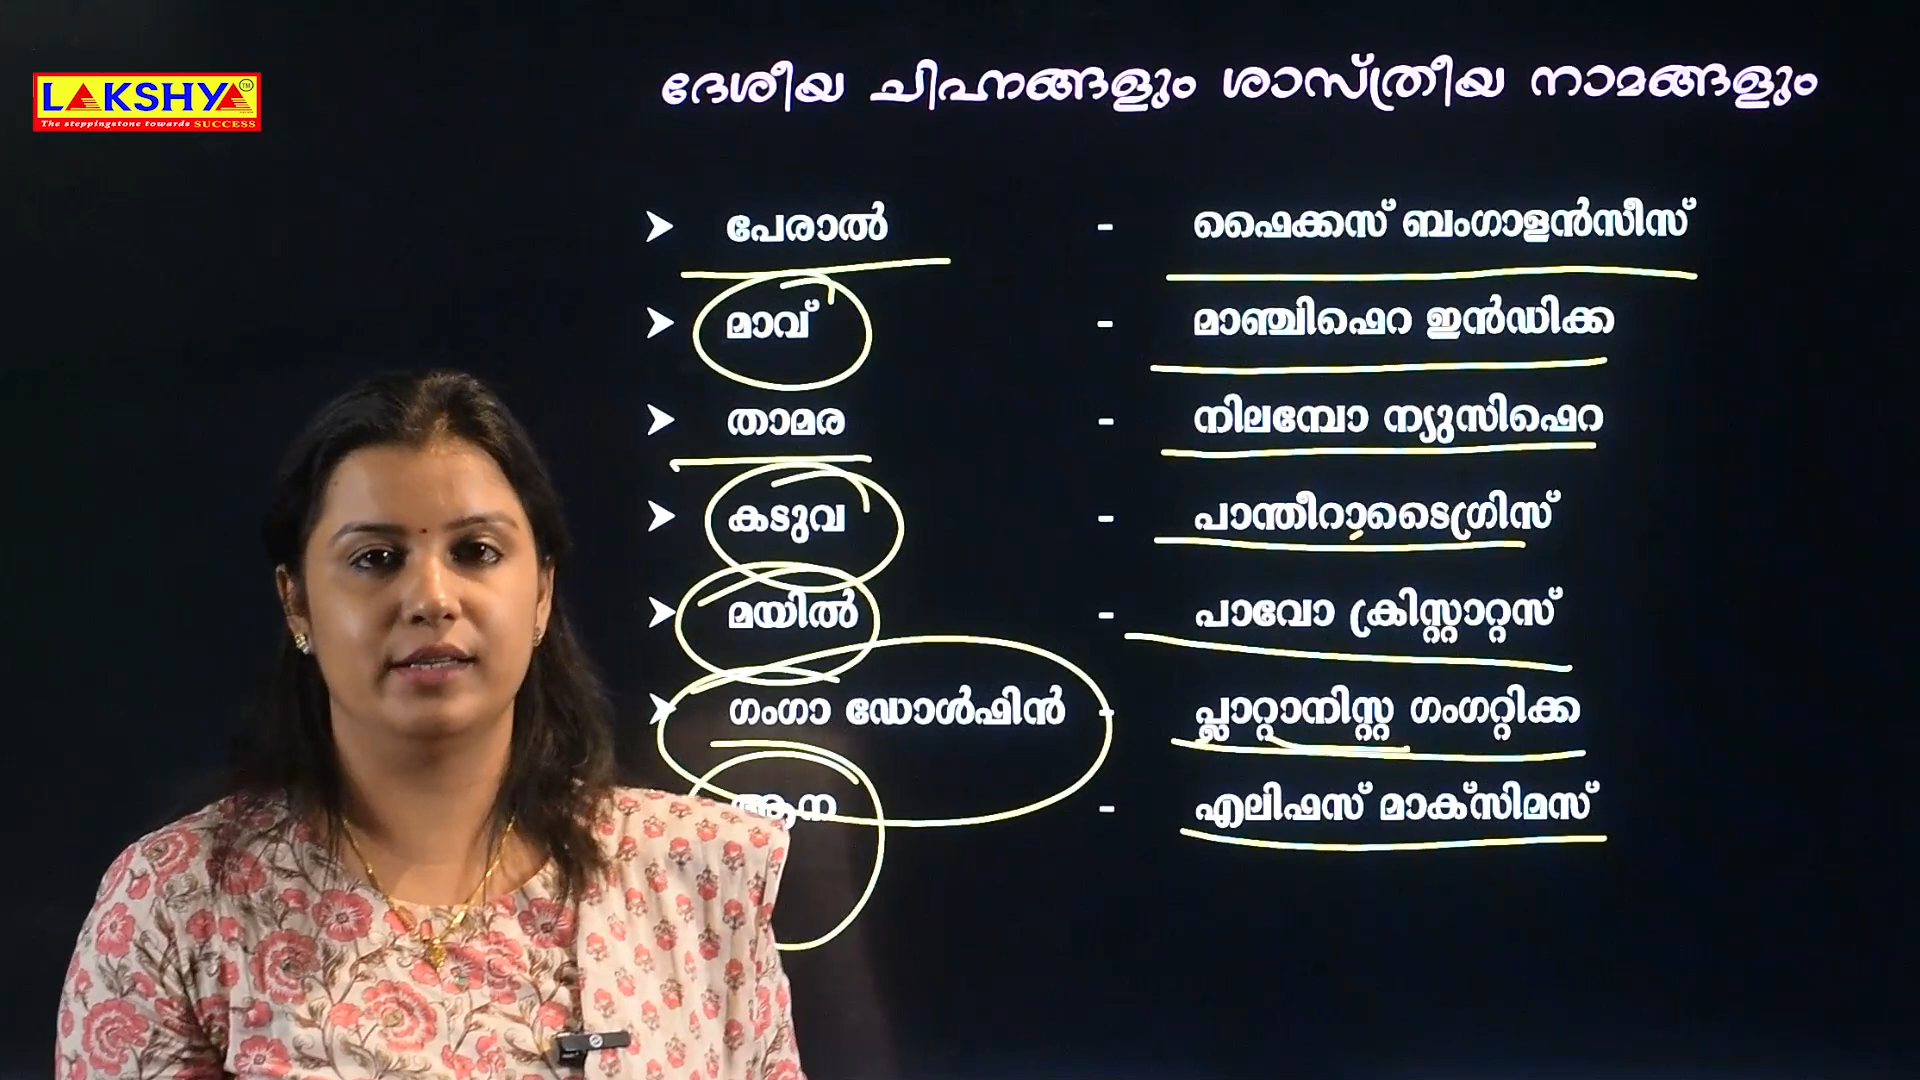 LAKSHYA TM
The steppingstone towards SUCCESS
ദേശീയ ചിഹ്നങ്ങളും ശാസ്ത്രീയ നാമങ്ങളും
➤ പേരാൽ - ഫൈക്കസ് ബംഗാളൻസീസ്
➤ മാവ് - മാഞ്ചിഫെറ ഇൻഡിക്ക
➤ താമര - നിലമ്പോ ന്യൂസിഫെറ
➤ കടുവ - പാന്തീറാടൈഗ്രിസ്
➤ മയിൽ - പാവോ ക്രിസ്റ്റാറ്റസ്
➤ ഗംഗാ ഡോൾഫിൻ - പ്ലാറ്റാനിസ്റ്റ ഗംഗറ്റിക്ക
ആന - എലിഫസ് മാക്സിമസ്